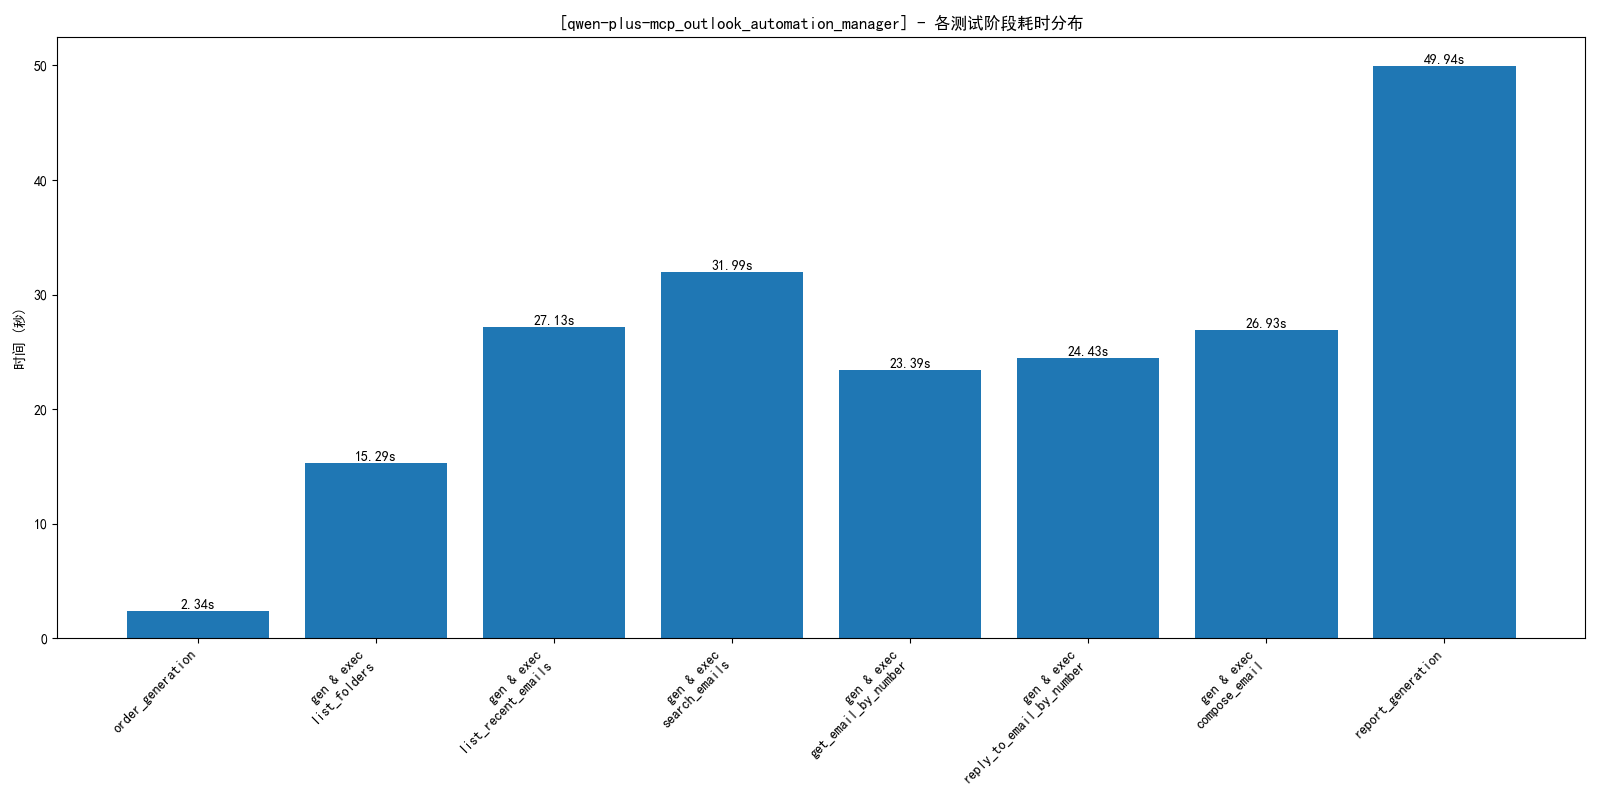 [qwen-plus-mcp_outlook_automation_manager] - 各测试阶段耗时分布
时间 (秒)
50
40
30
20
10
0
2.34s
15.29s
27.13s
31.99s
23.39s
24.43s
26.93s
49.94s
order_generation
gen & exec
list_folders
gen & exec
list_recent_emails
gen & exec
search_emails
gen & exec
get_email_by_number
gen & exec
reply_to_email_by_number
gen & exec
compose_email
report_generation